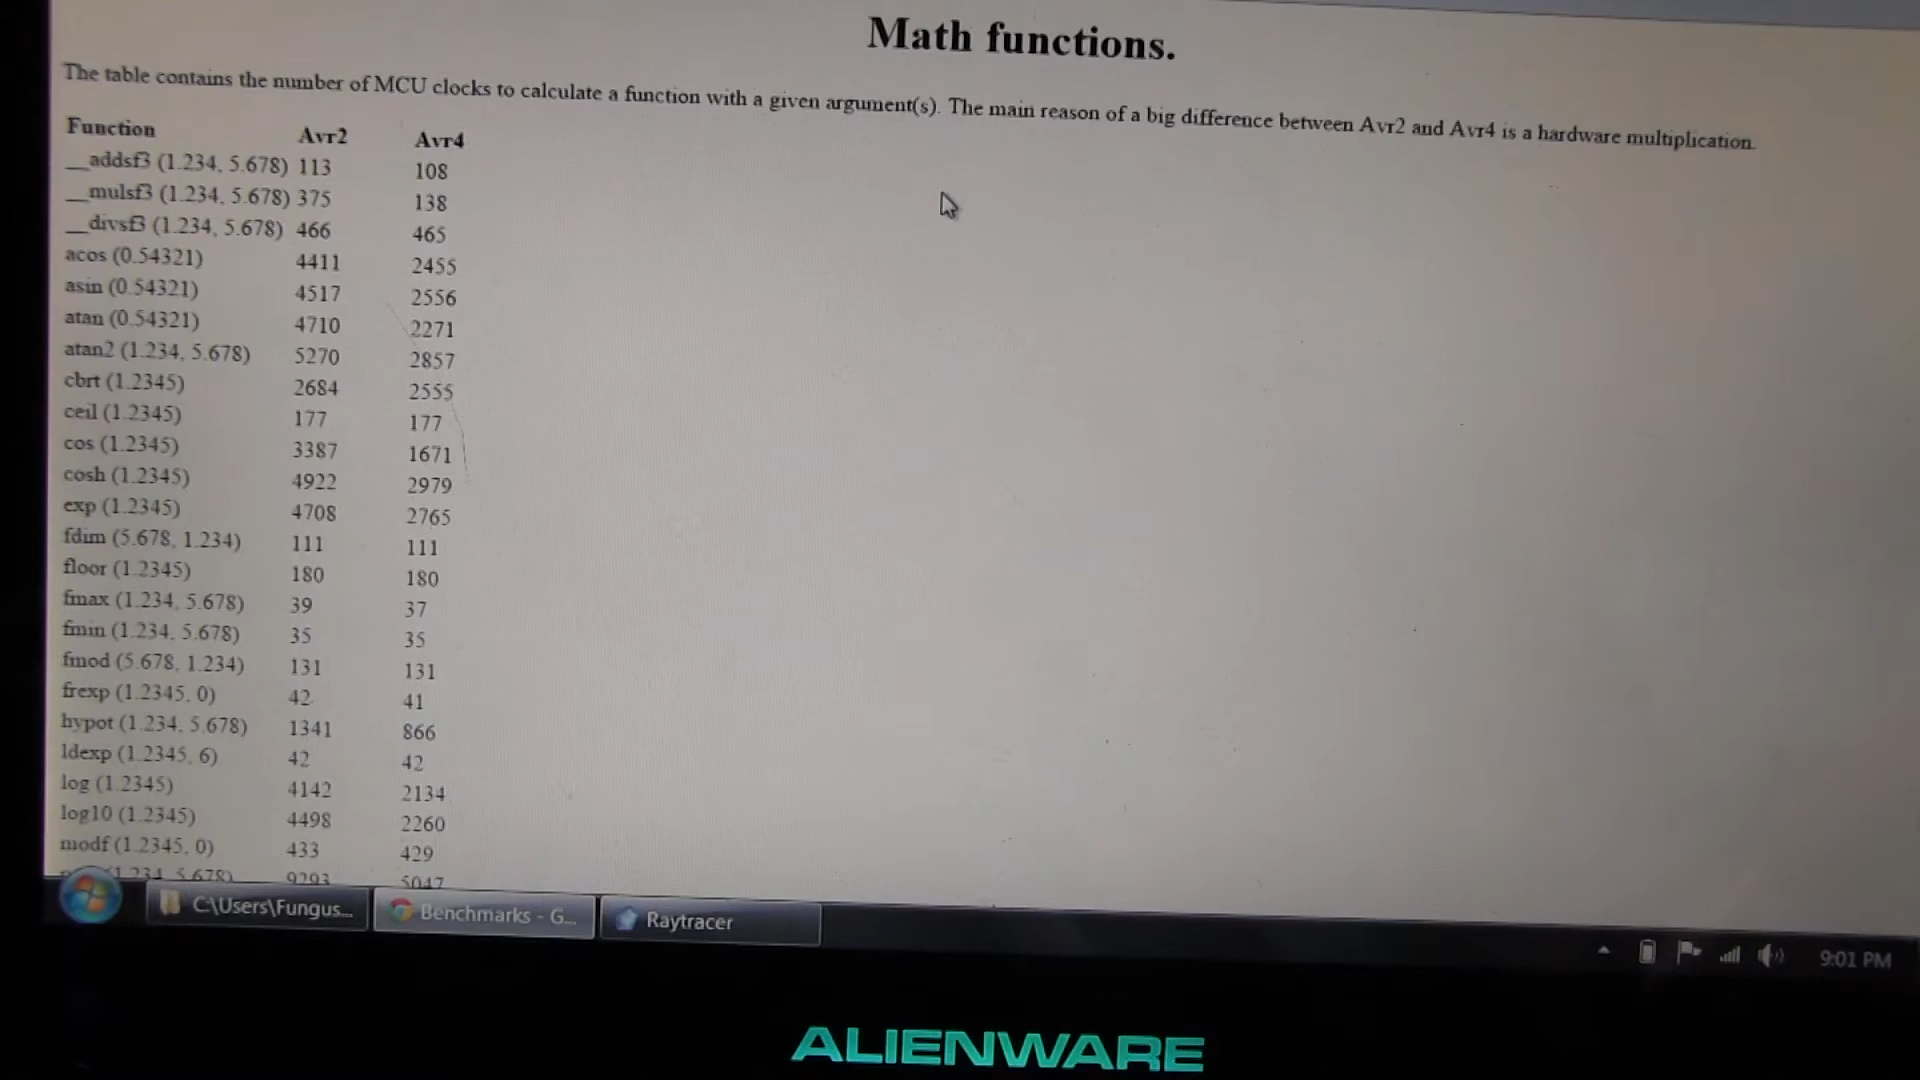 Math functions.
The table contains the number of MCU clocks to calculate a function with a given argument(s). The main reason of a big difference between Avr2 and Avr4 is a hardware multiplication.
Function Avr2 Avr4
__addsf3 (1.234, 5.678) 113 108
__mulsf3 (1.234, 5.678) 375 138
__divsf3 (1.234, 5.678) 466 465
acos (0.54321) 4411 2455
asin (0.54321) 4517 2556
atan (0.54321) 4710 2271
atan2 (1.234, 5.678) 5270 2857
cbrt (1.2345) 2684 2555
ceil (1.2345) 177 177
cos (1.2345) 3387 1671
cosh (1.2345) 4922 2979
exp (1.2345) 4708 2765
fdim (5.678, 1.234) 111 111
floor (1.2345) 180 180
fmax (1.234, 5.678) 39 37
fmin (1.234, 5.678) 35 35
fmod (5.678, 1.234) 131 131
frexp (1.2345, 0) 42 41
hypot (1.234, 5.678) 1341 866
ldexp (1.2345, 6) 42 42
log (1.2345) 4142 2134
log10 (1.2345) 4498 2260
modf (1.2345, 0) 433 429
(1.234, 5.678) 9293 5047
C:\Users\Fungus...
Benchmarks - G...
Raytracer
9:01 PM
ALIENWARE